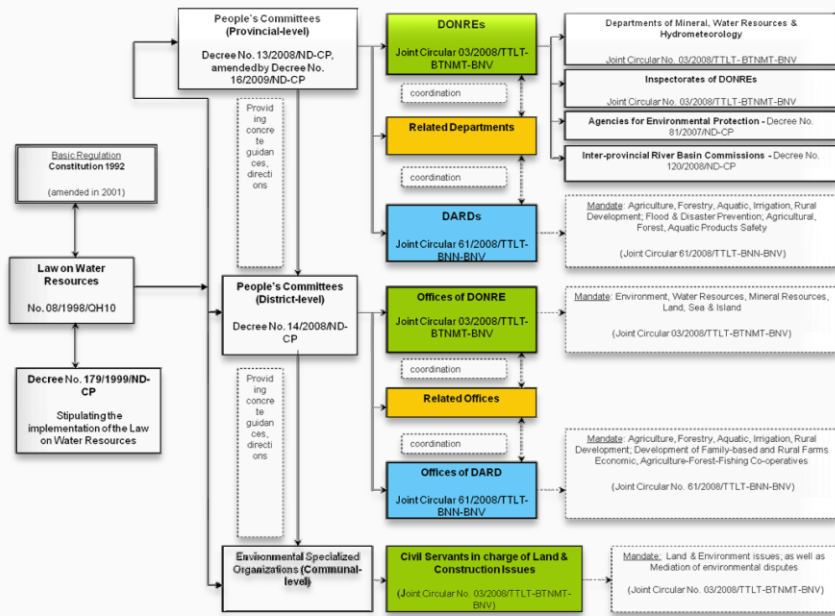 People's Committees
(Provincial-level)
Decree No. 13/2008/ND-CP,
amended by Decree No.
16/2009/ND-CP
DONREs
Joint Circular 03/2008/TTLT-
BTNMT-BNV
Departments of Mineral, Water Resources &
Hydrometeorology
Joint Circular No. 03/2008/TTLT-BTNMT-BNV
Inspectorates of DONREs
Joint Circular No. 03/2008/TTLT-BTNMT-BNV
Agencies for Environmental Protection - Decree No.
81/2007/ND-CP
Inter-provincial River Basin Commissions - Decree No.
120/2008/ND-CP
coordination
Related Departments
coordination
DARDs
Joint Circular 61/2008/TTLT-
BNN-BNV
Mandate: Agriculture, Forestry, Aquatic, Irrigation, Rural
Development; Flood & Disaster Prevention; Agricultural,
Forest, Aquatic Products Safety
(Joint Circular 61/2008/TTLT-BNN-BNV)
Provid
ing
concre
te
guidan
ces,
directi
ons
Basic Regulation
Constitution 1992
(amended in 2001)
Law on Water
Resources
No. 08/1998/QH10
Decree No. 179/1999/ND-
CP
Stipulating the
implementation of the Law
on Water Resources
People's Committees
(District-level)
Decree No. 14/2008/ND-
CP
Offices of DONRE
Joint Circular 03/2008/TTLT-
BTNMT-BNV
Mandate: Environment, Water Resources, Mineral Resources,
Land, Sea & Island
(Joint Circular 03/2008/TTLT-BTNMT-BNV)
coordination
Related Offices
coordination
Offices of DARD
Joint Circular 61/2008/TTLT-
BNN-BNV
Mandate: Agriculture, Forestry, Aquatic, Irrigation, Rural
Development; Development of Family-based and Rural Farms
Economic, Agriculture-Forest-Fishing Co-operatives
(Joint Circular No. 61/2008/TTLT-BNN-BNV)
Provid
ing
concre
te
guidan
ces,
directi
ons
Environmental Specialized
Organizations (Communal-
level)
Civil Servants in charge of Land &
Construction Issues
(Joint Circular No. 03/2008/TTLT-BTNMT-
BNV)
Mandate: Land & Environment issues; as well as
Mediation of environmental disputes
(Joint Circular No. 03/2008/TTLT-BTNMT-BNV)